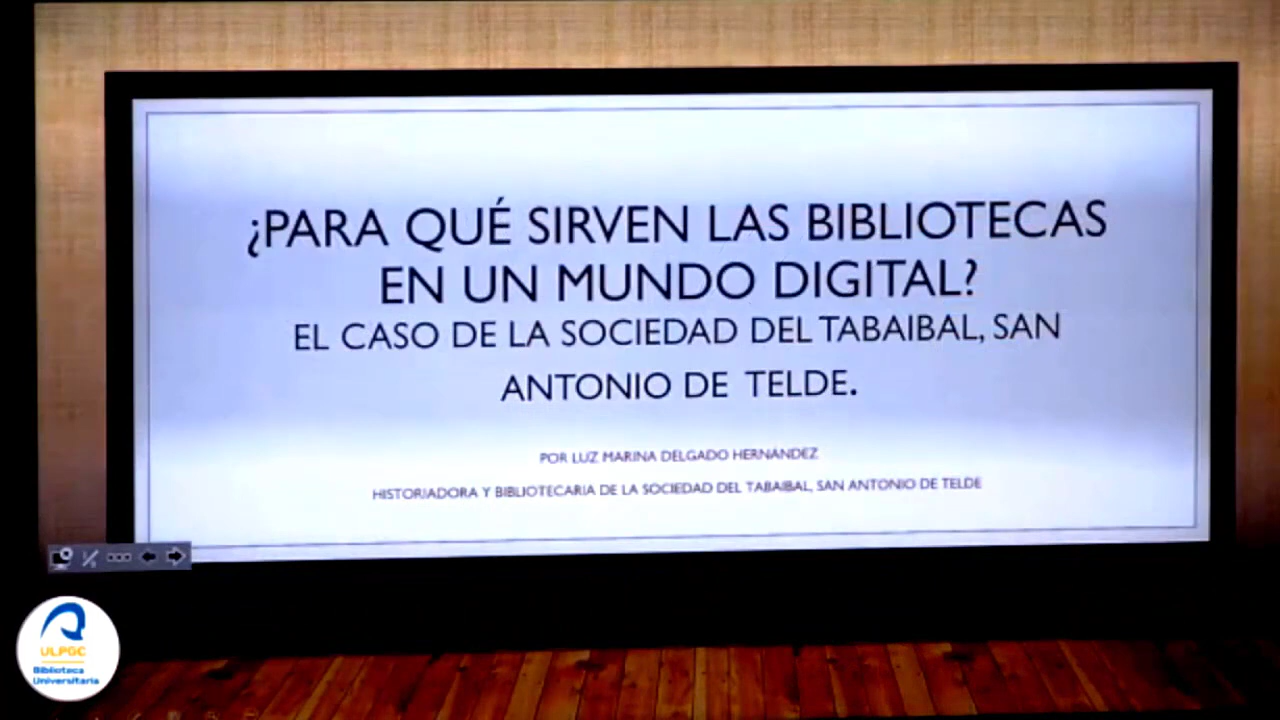 ¿PARA QUÉ SIRVEN LAS BIBLIOTECAS
EN UN MUNDO DIGITAL?
EL CASO DE LA SOCIEDAD DEL TABAIBAL, SAN
ANTONIO DE TELDE.
POR LUZ MARINA DELGADO HERNÁNDEZ
HISTORIADORA Y BIBLIOTECARIA DE LA SOCIEDAD DEL TABAIBAL, SAN ANTONIO DE TELDE
ULPGC
Biblioteca
Universitaria